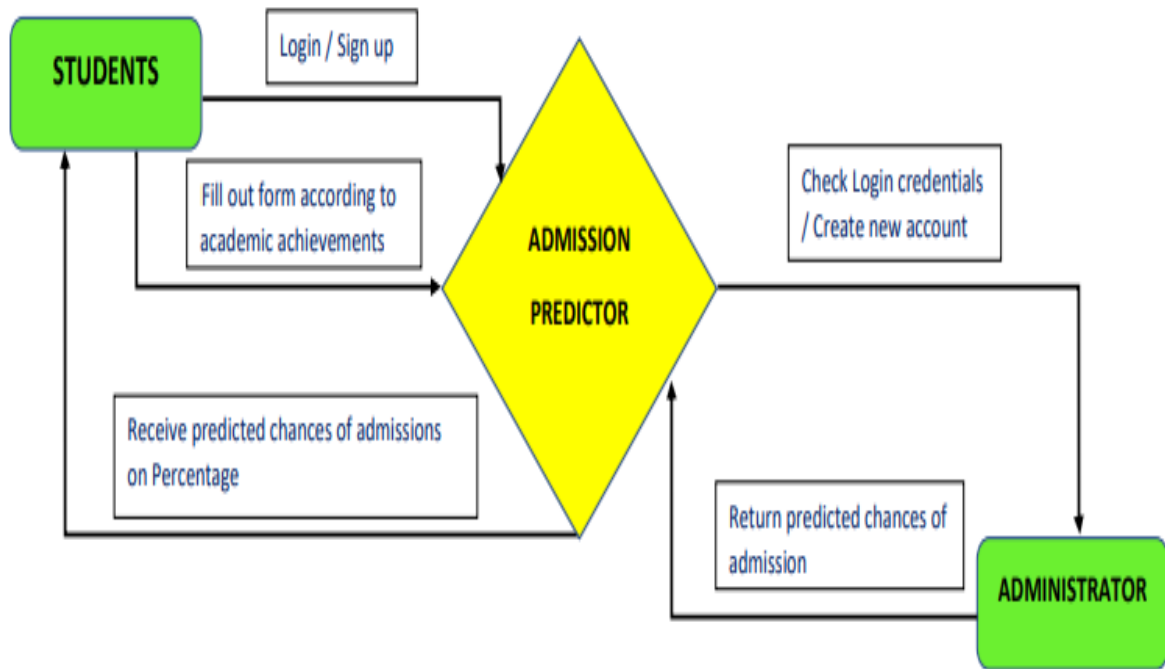 STUDENTS
Login / Sign up
Fill out form according to
academic achievements
ADMISSION
PREDICTOR
Check Login credentials
/ Create new account
Receive predicted chances of admissions
on Percentage
Return predicted chances of
admission
ADMINISTRATOR